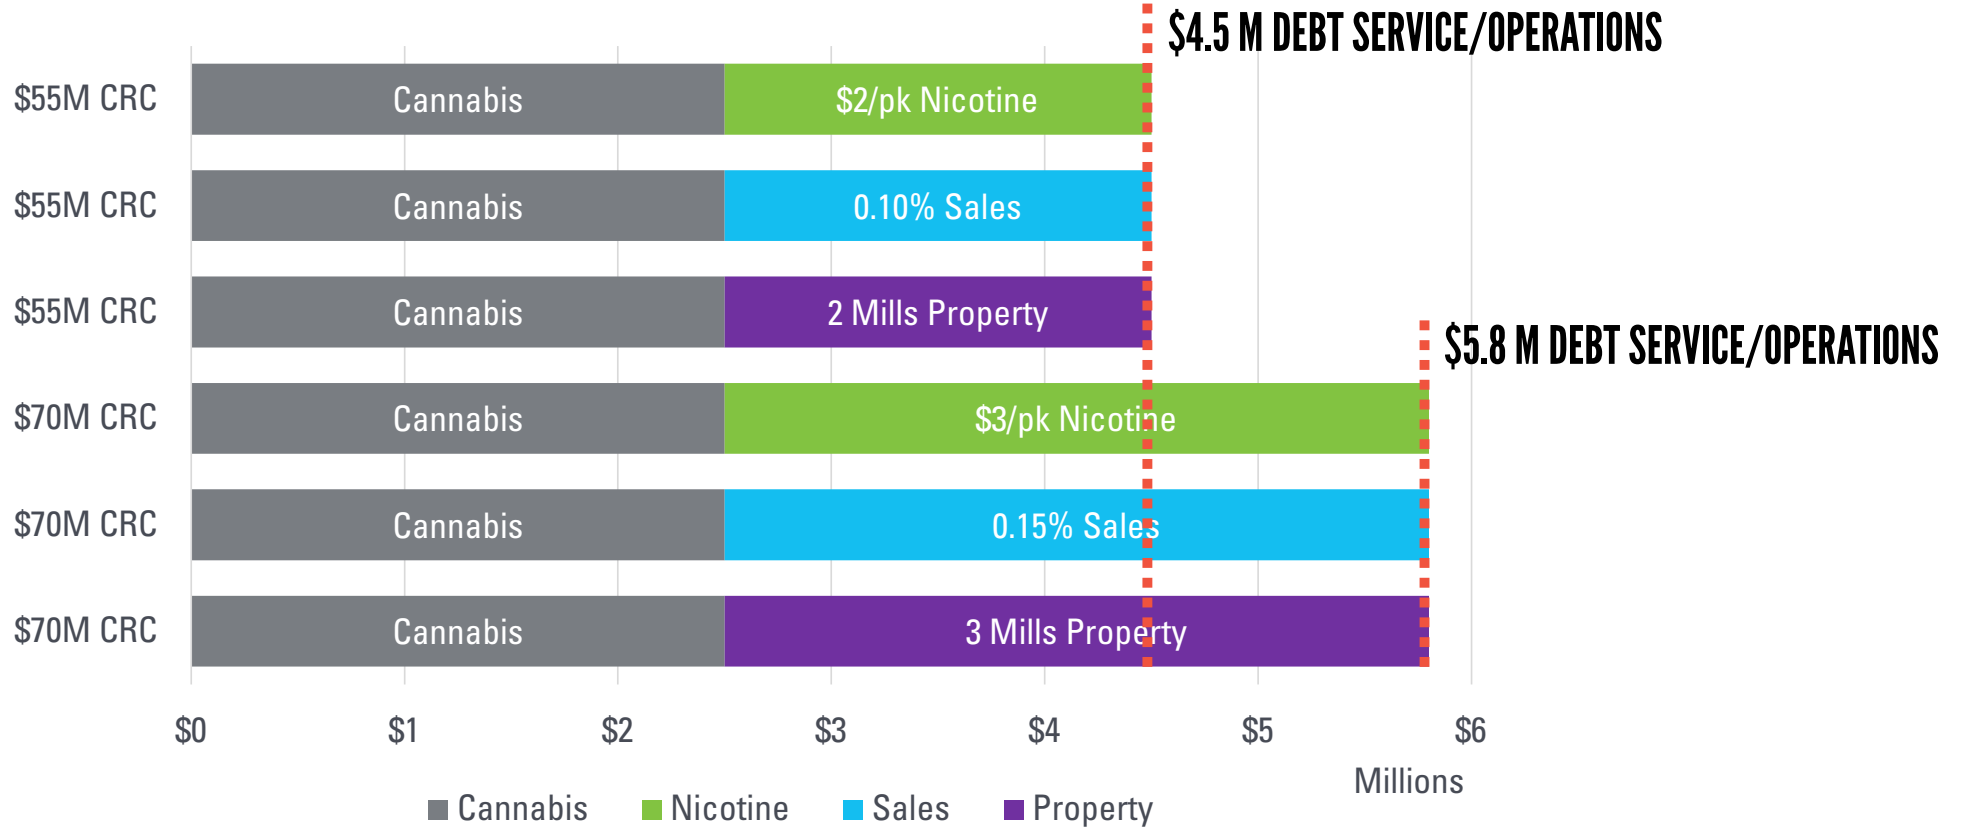 $4.5 M DEBT SERVICE/OPERATIONS
$55M CRC Cannabis $2/pk Nicotine
$55M CRC Cannabis 0.10% Sales
$55M CRC Cannabis 2 Mills Property
$5.8 M DEBT SERVICE/OPERATIONS
$70M CRC Cannabis $3/pk Nicotine
$70M CRC Cannabis 0.15% Sales
$70M CRC Cannabis 3 Mills Property
$0 $1 $2 $3 $4 $5 $6
Millions
Cannabis Nicotine Sales Property